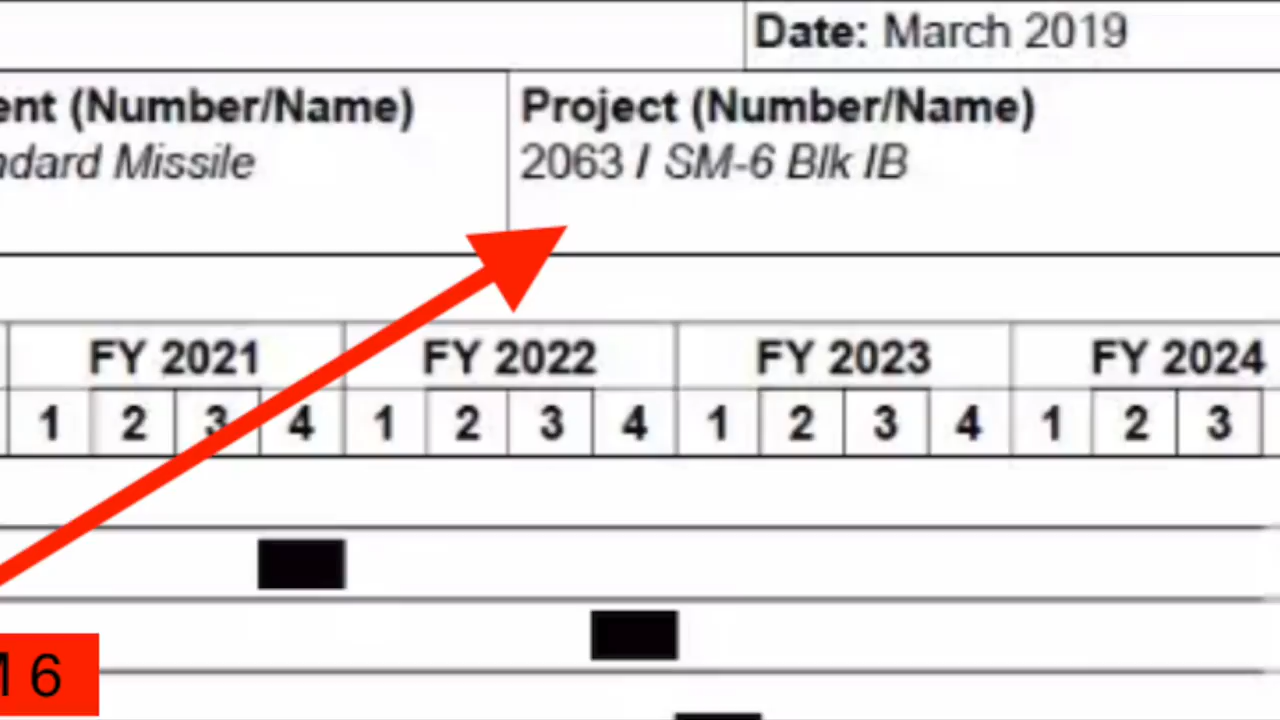 Date: March 2019
ent (Number/Name) Project (Number/Name)
ndard Missile 2063 / SM-6 Blk IB
FY 2021 FY 2022 FY 2023 FY 2024
1 2 3 4 1 2 3 4 1 2 3 4 1 2 3
6